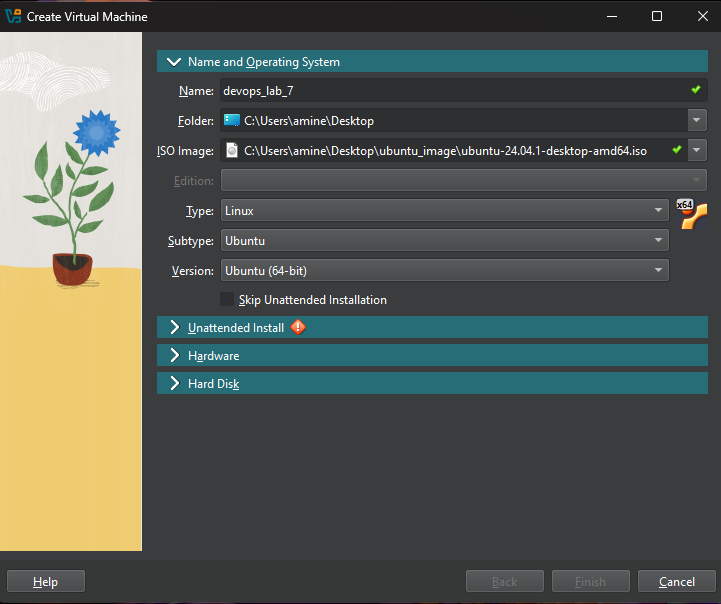 Create Virtual Machine
Name and Operating System
Name: devops_lab_7
Folder: C:\Users\amine\Desktop
ISO Image: C:\Users\amine\Desktop\ubuntu_image\ubuntu-24.04.1-desktop-amd64.iso
Edition:
Type: Linux
x64
Subtype: Ubuntu
Version: Ubuntu (64-bit)
Skip Unattended Installation
Unattended Install
Hardware
Hard Disk
Help Back Finish Cancel